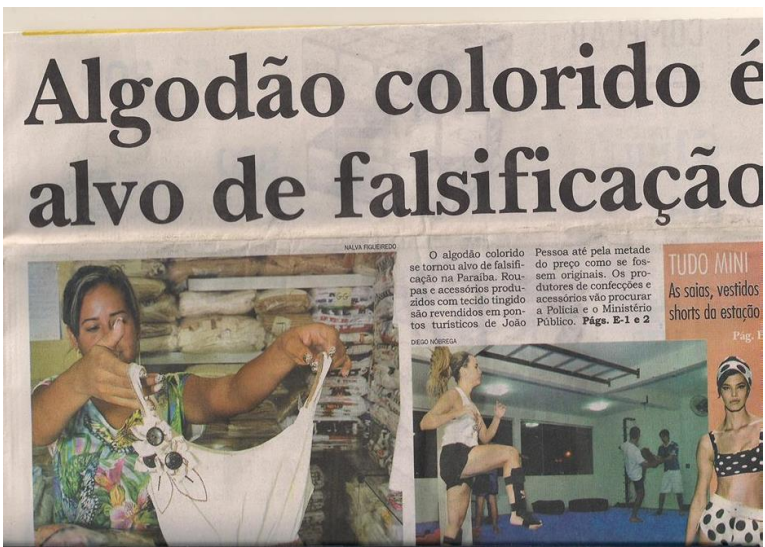 Algodão colorido é
alvo de falsificação
NALVA FIGUEIREDO
O algodão colorido
se tornou alvo de falsifi-
cação na Paraíba. Rou-
pas e acessórios produ-
zidos com tecido tingido
são revendidos em pon-
tos turísticos de João
Pessoa até pela metade
do preço como se fos-
sem originais. Os pro-
dutores de confecções e
acessórios vão procurar
a Polícia e o Ministério
Público. Págs. E-1 e 2
DIEGO NÓBREGA
TUDO MINI
As saias, vestidos
shorts da estação
Pág. E